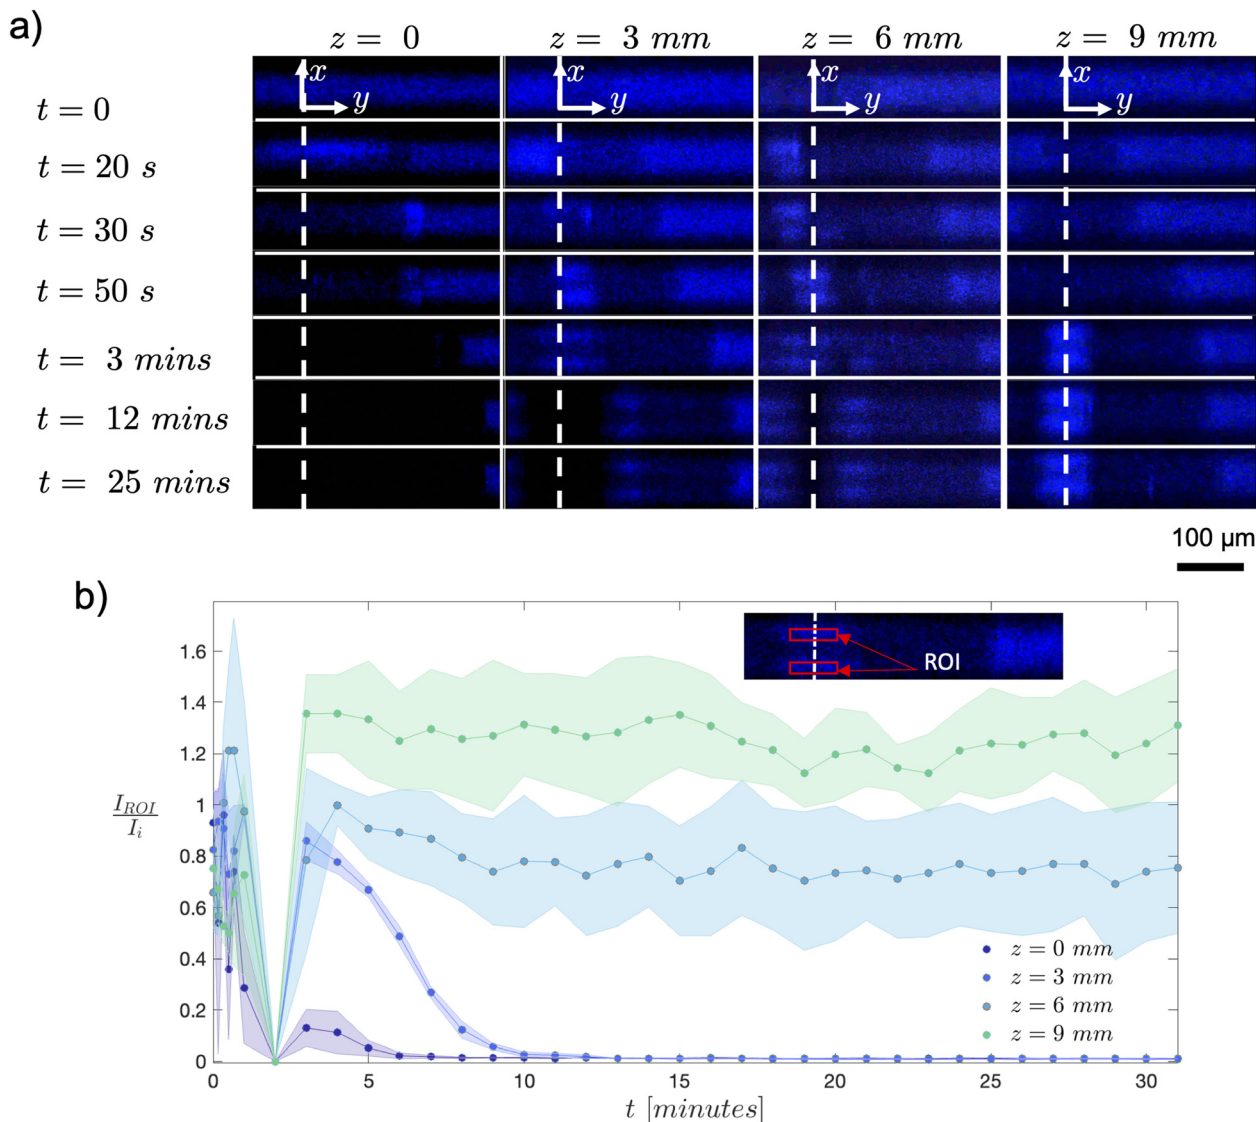 a)
z = 0 z = 3 mm z = 6 mm z = 9 mm
x x x x
y y y y
t = 0
t = 20 s
t = 30 s
t = 50 s
t = 3 mins
t = 12 mins
t = 25 mins
100 µm
b)
1.6
1.4
1.2
1
0.8
0.6
0.4
0.2
0
I_ROI
I_i
ROI
z = 0 mm
z = 3 mm
z = 6 mm
z = 9 mm
0 5 10 15 20 25 30
t [minutes]